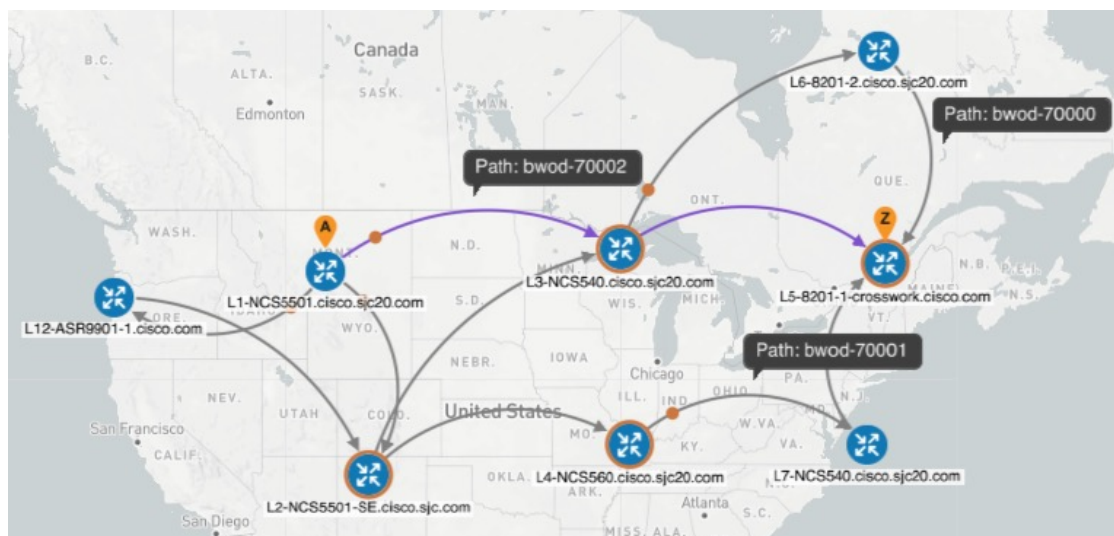 Canada
B.C.
ALTA.
SASK.
MAN.
Edmonton
L6-8201-2.cisco.sjc20.com
Path: bwod-70000
Path: bwod-70002
ONT.
QUE.
A
Z
WASH.
MONT.
N.D.
MINN.
L1-NCS5501.cisco.sjc20.com
L3-NCS540.cisco.sjc20.com
L5-8201-1-crosswork.cisco.com
N.B.
P.E.I.
MAINE
N.S.
L12-ASR9901-1.cisco.com
ORE.
IDAHO
S.D.
WIS.
MICH.
VT.
WYO.
Path: bwod-70001
NEBR.
IOWA
Chicago
PA.
NEV.
UTAH
COLO.
United States
ILL.
IND
OHIO
N.J.
San Francisco
CALIF.
MO.
KY.
W.VA.
VA.
L2-NCS5501-SE.cisco.sjc.com
L4-NCS560.cisco.sjc20.com
L7-NCS540.cisco.sjc20.com
OKLA.
ARK.
Atlanta
S.C.
San Diego
MISS.
ALA.